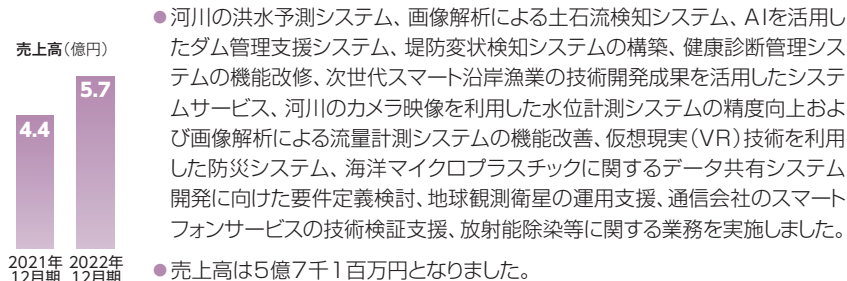 売上高(億円)
4.4
5.7
2021年
12月期
2022年
12月期
●河川の洪水予測システム、画像解析による土石流検知システム、AIを活用し
たダム管理支援システム、堤防変状検知システムの構築、健康診断管理シス
テムの機能改修、次世代スマート沿岸漁業の技術開発成果を活用したシステ
ムサービス、河川のカメラ映像を利用した水位計測システムの精度向上およ
び画像解析による流量計測システムの機能改善、仮想現実(VR)技術を利用
した防災システム、海洋マイクロプラスチックに関するデータ共有システム
開発に向けた要件定義検討、地球観測衛星の運用支援、通信会社のスマート
フォンサービスの技術検証支援、放射能除染等に関する業務を実施しました。
●売上高は5億7千1百万円となりました。